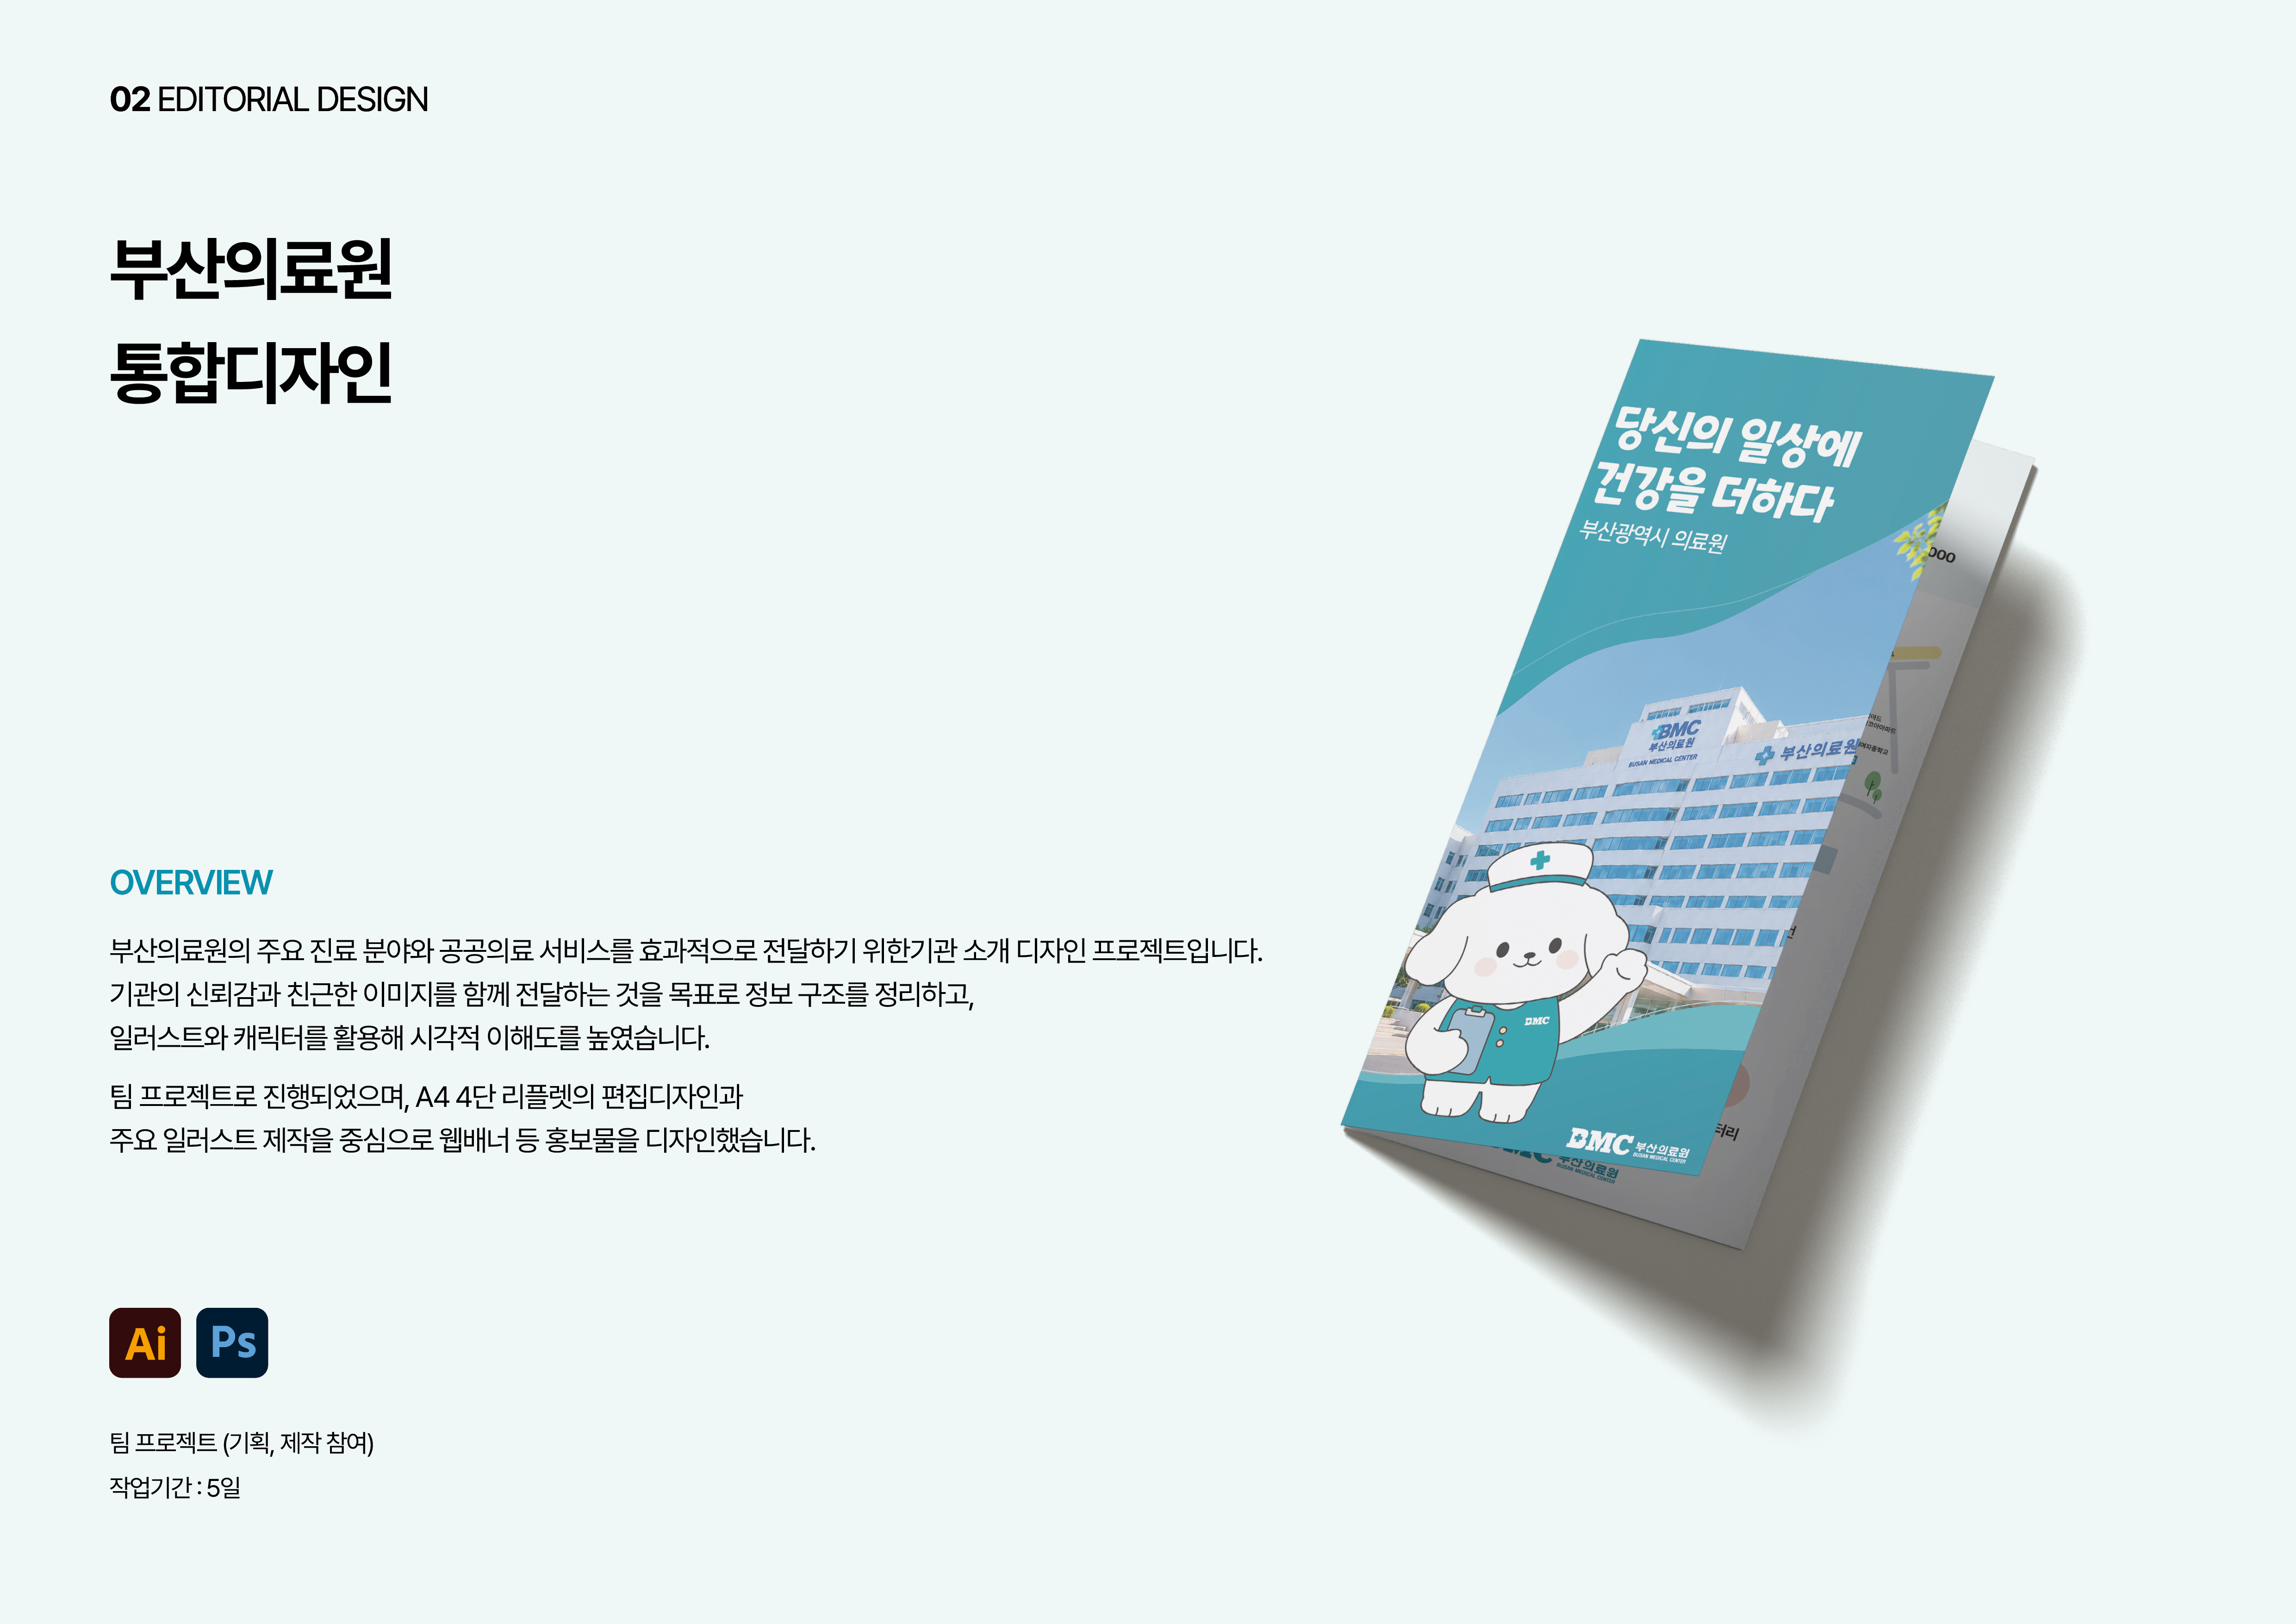 02 EDITORIAL DESIGN
부산의료원
통합디자인
당신의 일상에
건강을 더하다
부산광역시 의료원
BMC
부산의료원
BUSAN MEDICAL CENTER
부산의료원
BMC
BMC 부산의료원
BUSAN MEDICAL CENTER
부산의료원
BUSAN MEDICAL CENTER
OVERVIEW
부산의료원의 주요 진료 분야와 공공의료 서비스를 효과적으로 전달하기 위한기관 소개 디자인 프로젝트입니다.
기관의 신뢰감과 친근한 이미지를 함께 전달하는 것을 목표로 정보 구조를 정리하고,
일러스트와 캐릭터를 활용해 시각적 이해도를 높였습니다.
팀 프로젝트로 진행되었으며, A4 4단 리플렛의 편집디자인과
주요 일러스트 제작을 중심으로 웹배너 등 홍보물을 디자인했습니다.
Ai Ps
팀 프로젝트 (기획, 제작 참여)
작업기간 : 5일